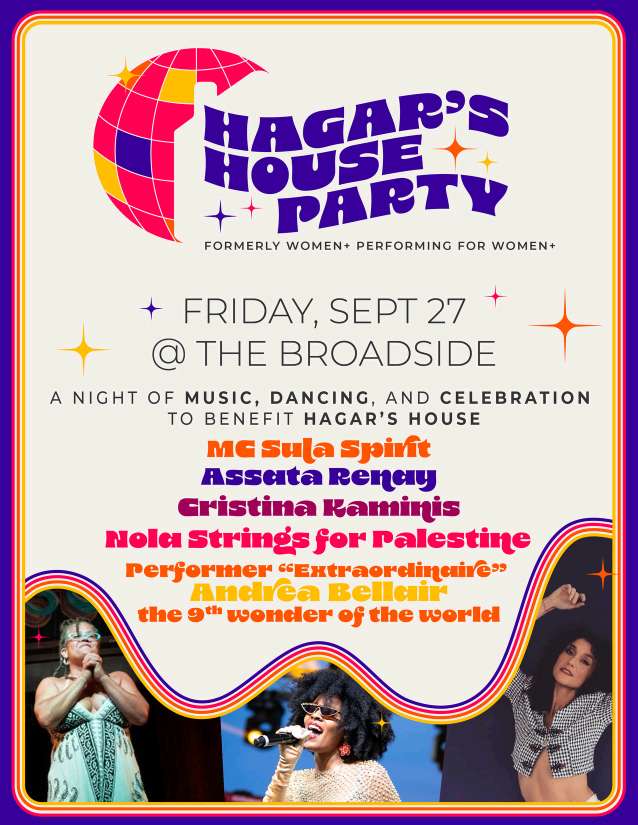 HAGAR'S
HOUSE
PARTY
FORMERLY WOMEN+ PERFORMING FOR WOMEN+
FRIDAY, SEPT 27
@ THE BROADSIDE
A NIGHT OF MUSIC, DANCING, AND CELEBRATION
TO BENEFIT HAGAR'S HOUSE
MC Sula Spirit
Assata Renay
Cristina Kaminis
Nola Strings for Palestine
Performer “Extraordinaire”
Andrea Bellair
the 9th wonder of the world